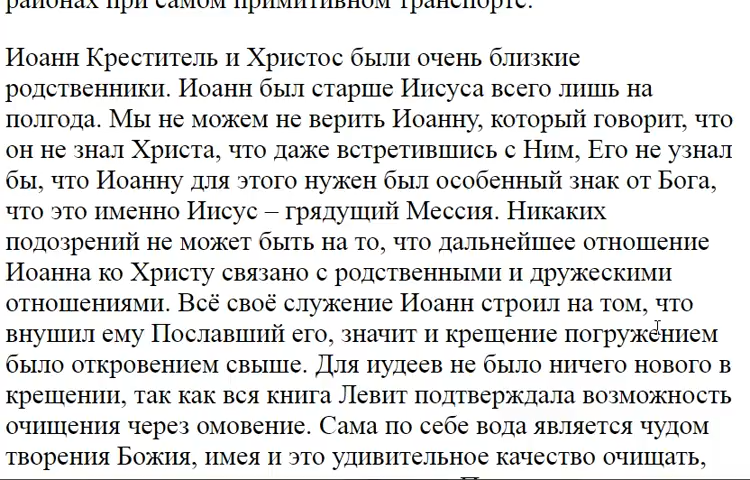 районах при самом примитивном транспорте.
Иоанн Креститель и Христос были очень близкие
родственники. Иоанн был старше Иисуса всего лишь на
полгода. Мы не можем не верить Иоанну, который говорит, что
он не знал Христа, что даже встретившись с Ним, Его не узнал
бы, что Иоанну для этого нужен был особенный знак от Бога,
что это именно Иисус – грядущий Мессия. Никаких
подозрений не может быть на то, что дальнейшее отношение
Иоанна ко Христу связано с родственными и дружескими
отношениями. Всё своё служение Иоанн строил на том, что
внушил ему Пославший его, значит и крещение погружением
было откровением свыше. Для иудеев не было ничего нового в
крещении, так как вся книга Левит подтверждала возможность
очищения через омовение. Сама по себе вода является чудом
творения Божия, имея и это удивительное качество очищать,